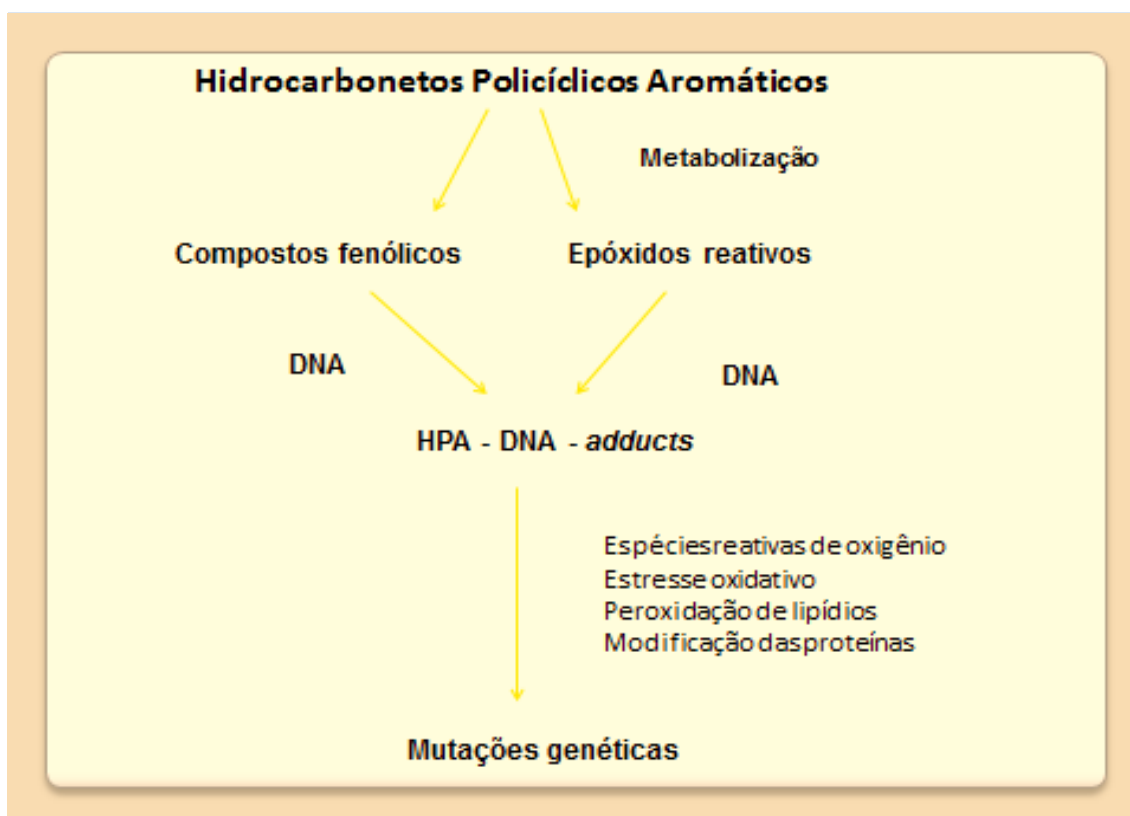 Hidrocarbonetos Policíclicos Aromáticos
Metabolização
Compostos fenólicos
Epóxidos reativos
DNA
DNA
HPA - DNA - adducts
Espéciesreativas de oxigênio
Estresse oxidativo
Peroxidação de lipídios
Modificação dasproteínas
Mutações genéticas